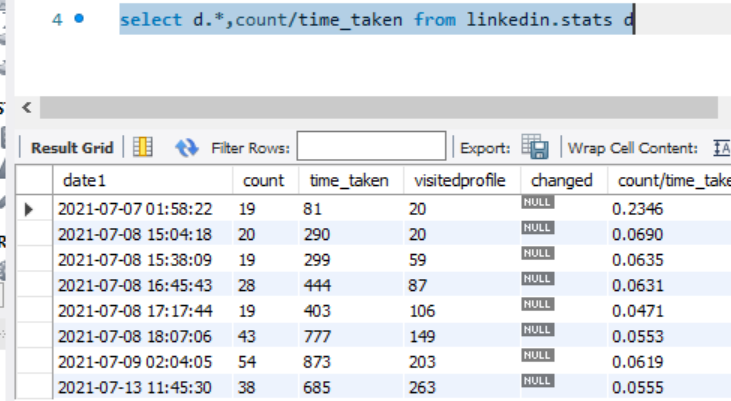 4 select d.*,count/time_taken from linkedin.stats d
Result Grid Filter Rows: Export: Wrap Cell Content:
date1 count time_taken visitedprofile changed count/time_take
2021-07-07 01:58:22 19 81 20 NULL 0.2346
2021-07-08 15:04:18 20 290 20 NULL 0.0690
2021-07-08 15:38:09 19 299 59 NULL 0.0635
2021-07-08 16:45:43 28 444 87 NULL 0.0631
2021-07-08 17:17:44 19 403 106 NULL 0.0471
2021-07-08 18:07:06 43 777 149 NULL 0.0553
2021-07-09 02:04:05 54 873 203 NULL 0.0619
2021-07-13 11:45:30 38 685 263 NULL 0.0555